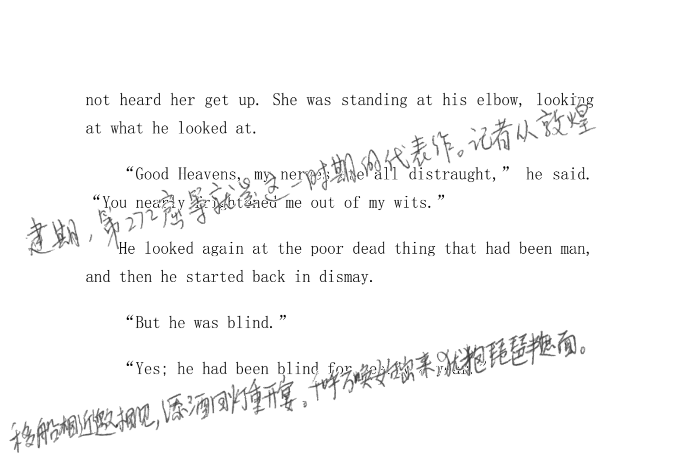 not heard her get up. She was standing at his elbow, looking
at what he looked at.
“Good Heavens, my nerves are all distraught,” he said.
“You nearly frightened me out of my wits.”
建期，第272窟等就是这一时期的代表作。记者从敦煌
He looked again at the poor dead thing that had been man,
and then he started back in dismay.
“But he was blind.”
“Yes; he had been blind for
移船相近邀相见，添酒回灯重开宴。千呼万唤始出来犹抱琵琶半遮面。